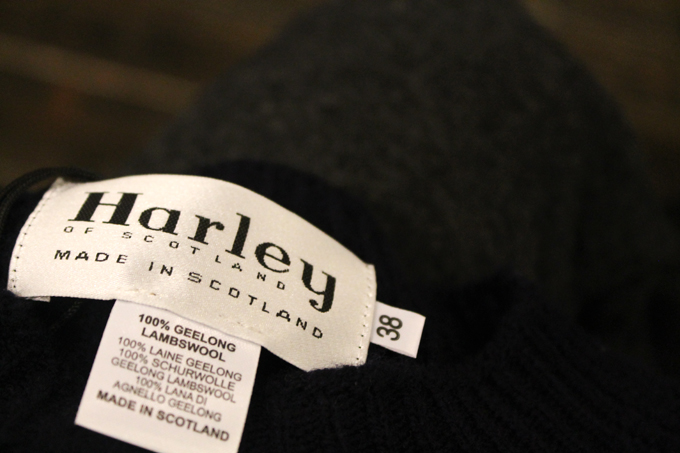 Harley
OF SCOTLAND
MADE IN SCOTLAND
38
100% GEELONG
LAMBSWOOL
100% LAINE GEELONG
100% SCHURWOLLE
GEELONG LAMBSWOOL
100% LANA DI
AGNELLO GEELONG
MADE IN SCOTLAND